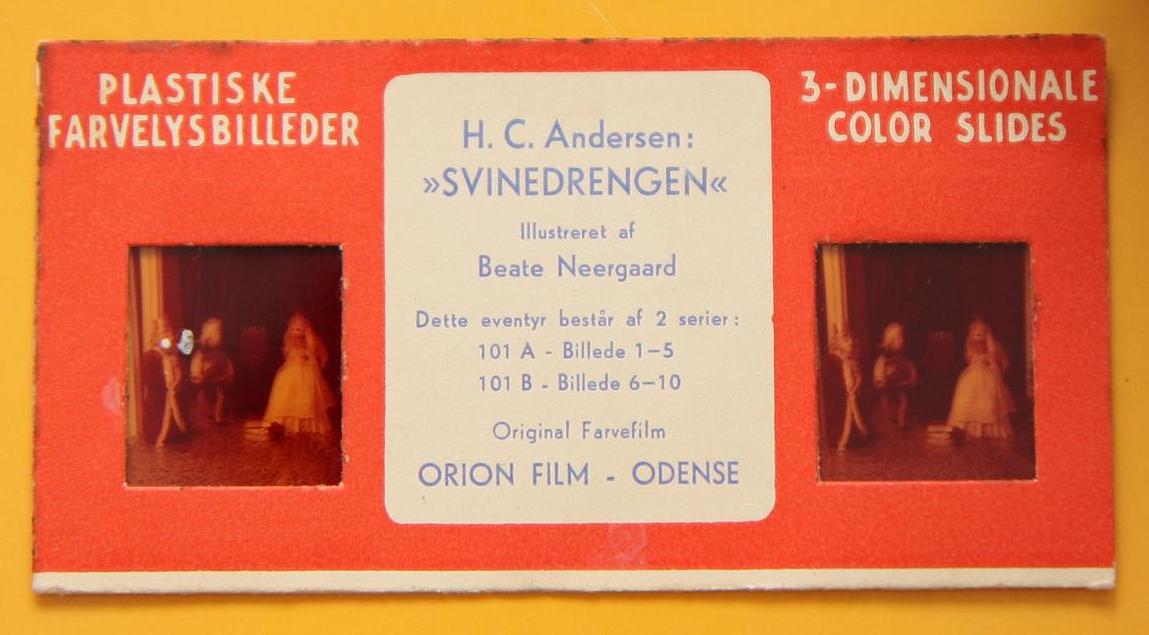 PLASTISKE
FARVELYSBILLEDER
H. C. Andersen:
»SVINEDRENGEN«
Illustreret af
Beate Neergaard
Dette eventyr består af 2 serier:
101 A - Billede 1—5
101 B - Billede 6—10
Original Farvefilm
ORION FILM - ODENSE
3-DIMENSIONALE
COLOR SLIDES